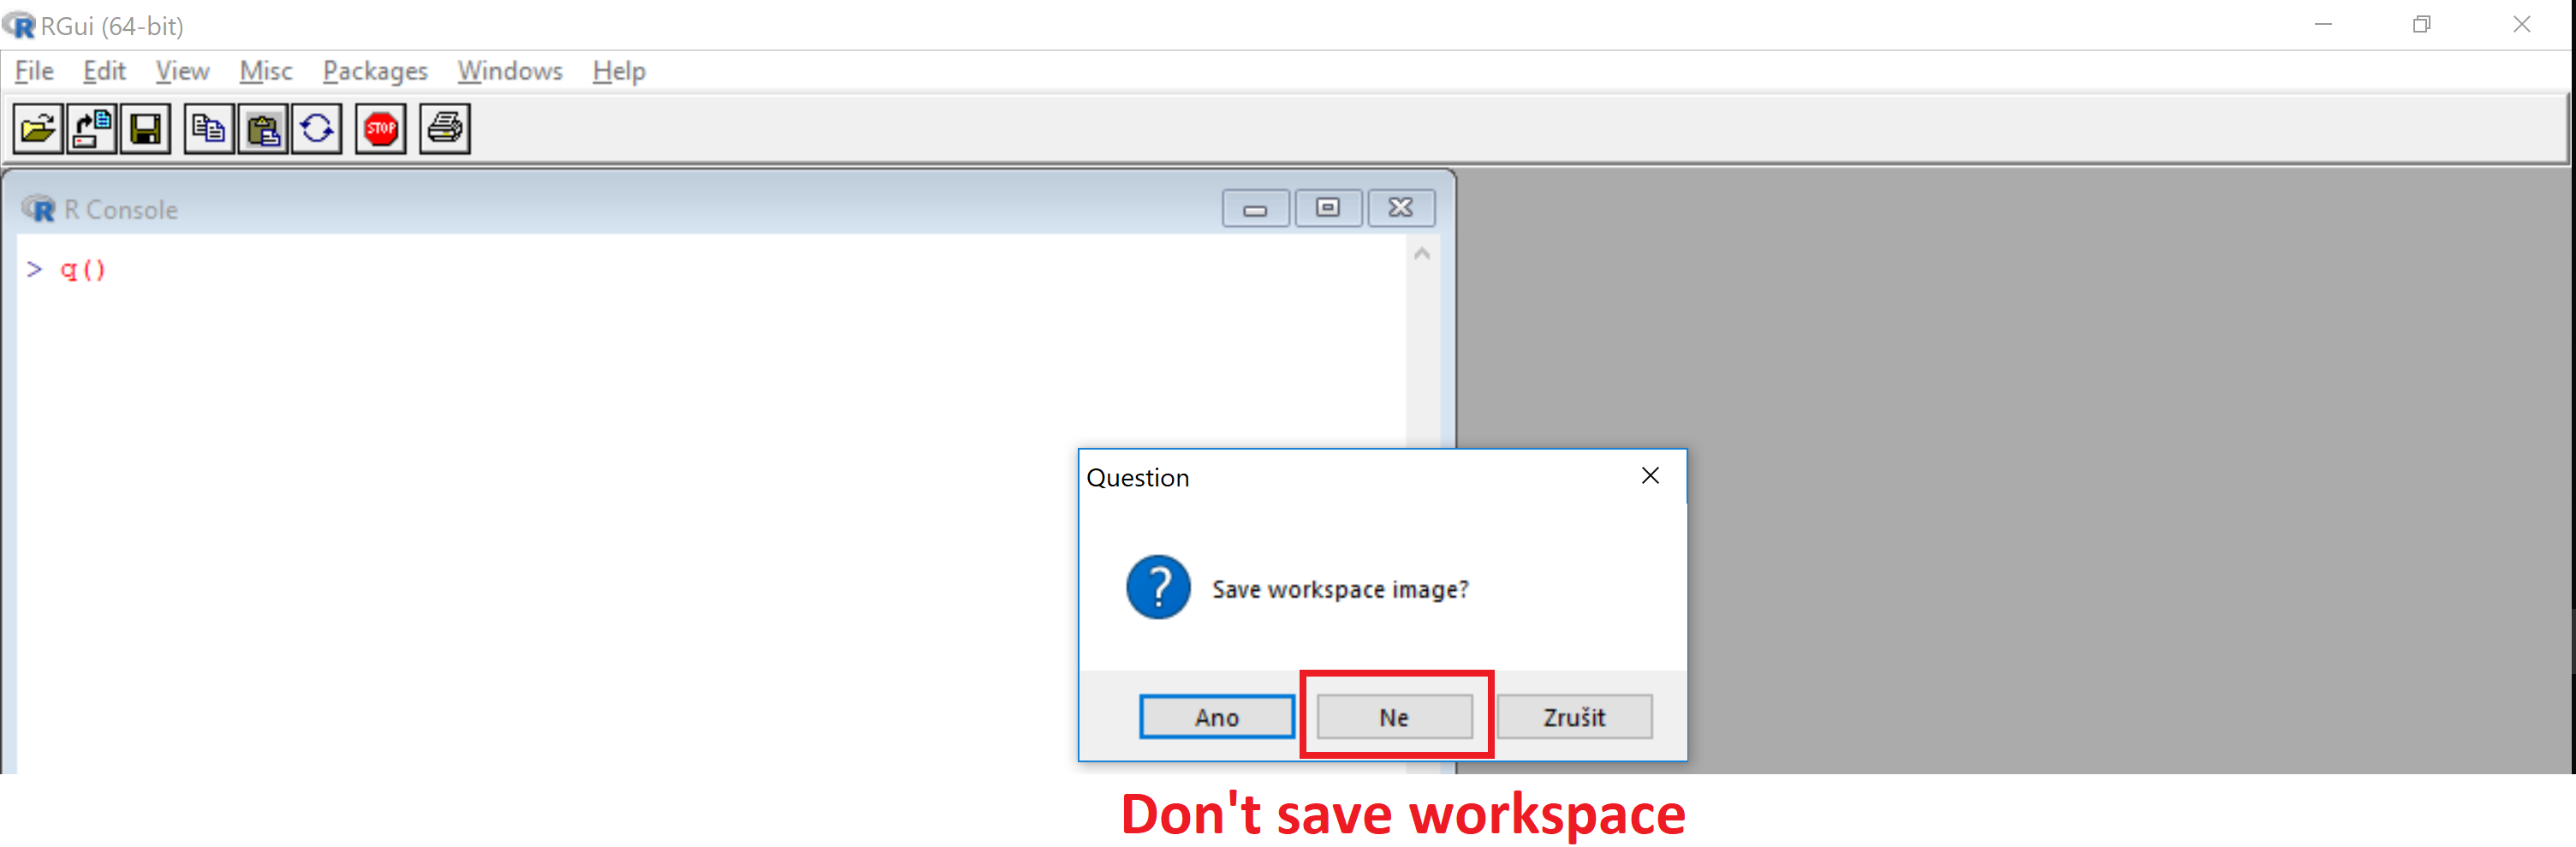 RGui (64-bit)
File Edit View Misc Packages Windows Help
STOP
R Console
> q()
Question
? Save workspace image?
Ano Ne Zrušit
Don't save workspace